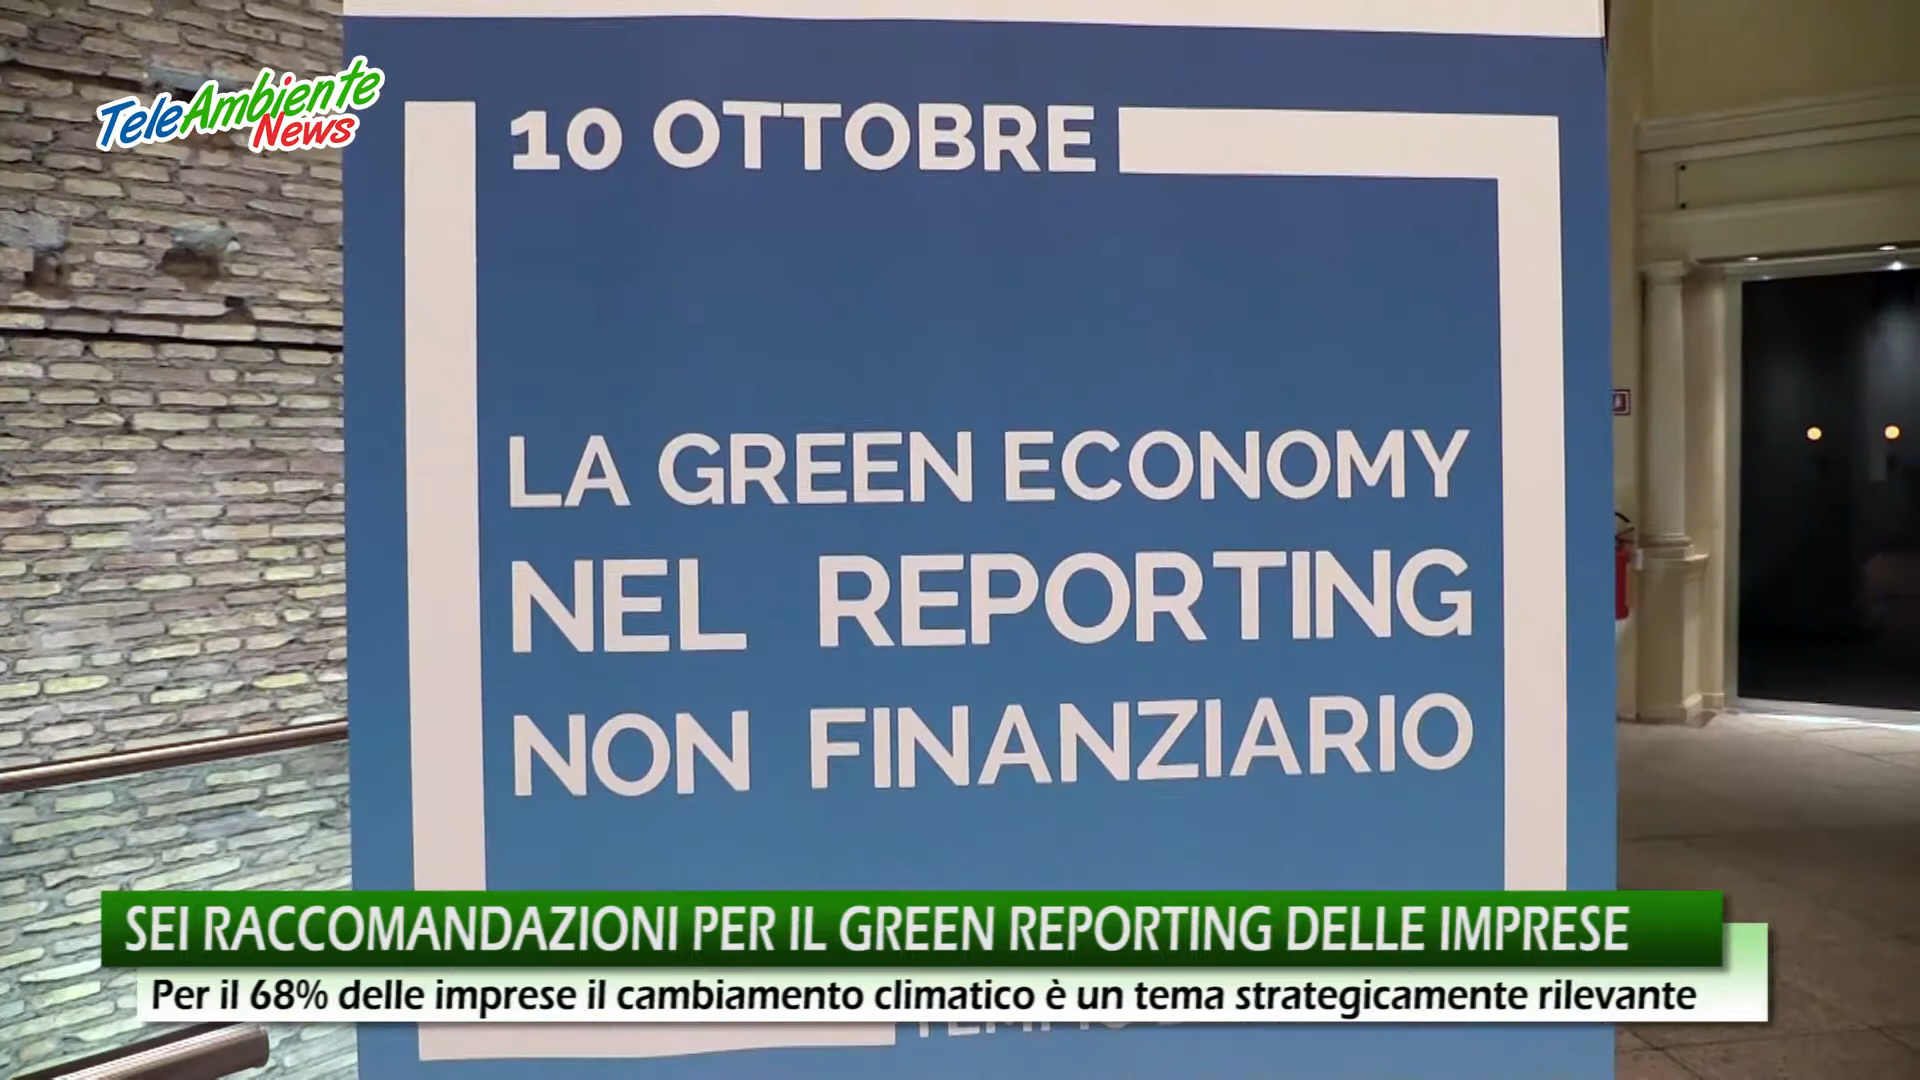 TeleAmbiente
News
10 OTTOBRE
LA GREEN ECONOMY
NEL REPORTING
NON FINANZIARIO
SEI RACCOMANDAZIONI PER IL GREEN REPORTING DELLE IMPRESE
Per il 68% delle imprese il cambiamento climatico è un tema strategicamente rilevante